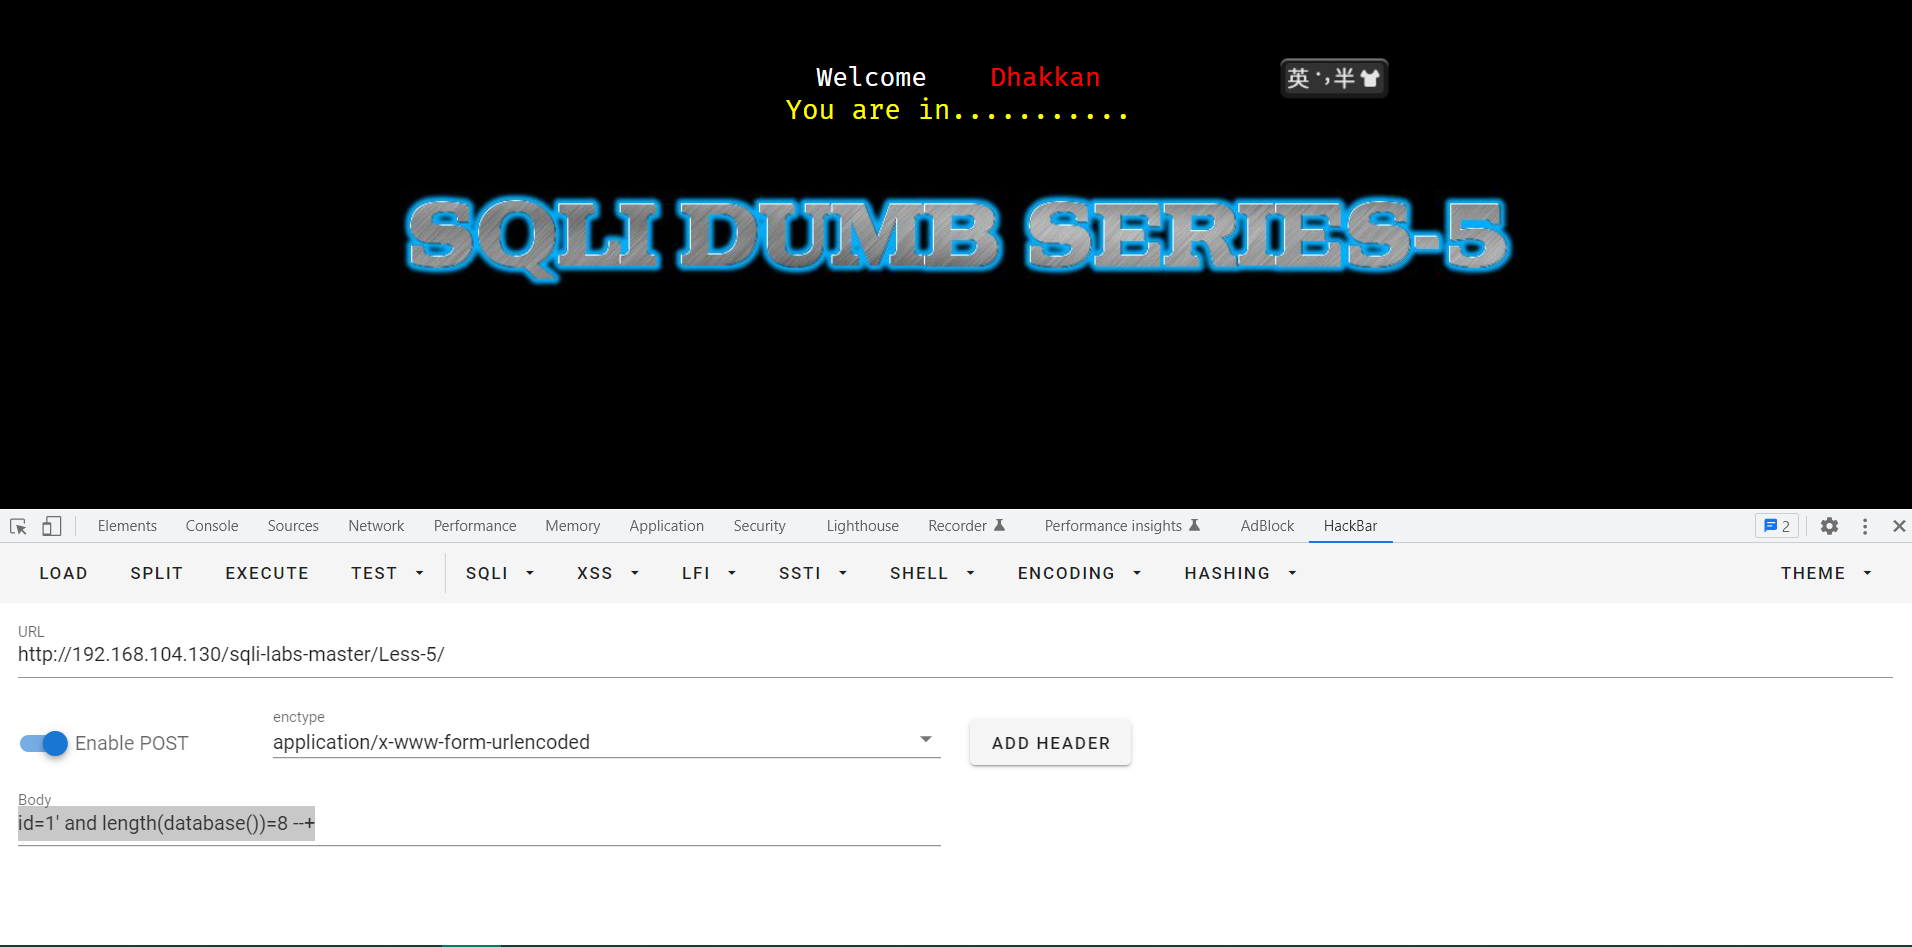 Welcome Dhakkan
英 ·, 半
You are in...........
SQLI DUMB SERIES-5
Elements Console Sources Network Performance Memory Application Security Lighthouse Recorder Performance insights AdBlock HackBar 2
LOAD SPLIT EXECUTE TEST SQLI XSS LFI SSTI SHELL ENCODING HASHING THEME
URL
http://192.168.104.130/sqli-labs-master/Less-5/
enctype
Enable POST application/x-www-form-urlencoded ADD HEADER
Body
id=1' and length(database())=8 --+